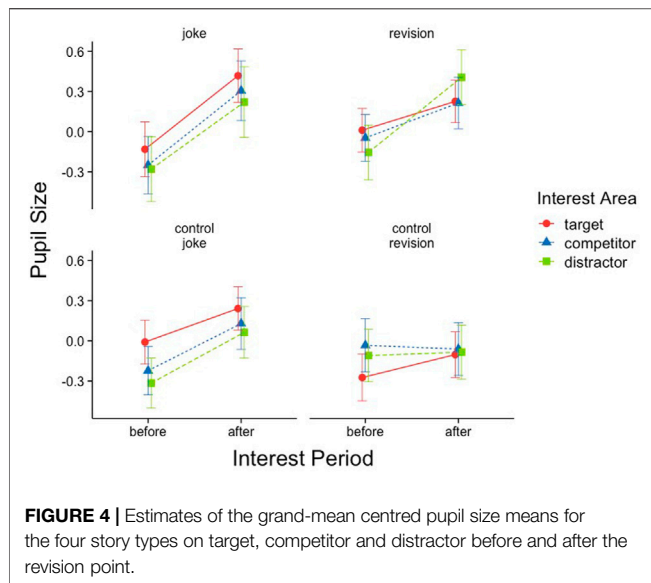 joke
revision
0.6
0.3
0.0
-0.3
control
joke
control
revision
0.6
0.3
0.0
-0.3
Pupil Size
before
after
before
after
Interest Period
Interest Area
target
competitor
distractor
FIGURE 4 | Estimates of the grand-mean centred pupil size means for
the four story types on target, competitor and distractor before and after the
revision point.